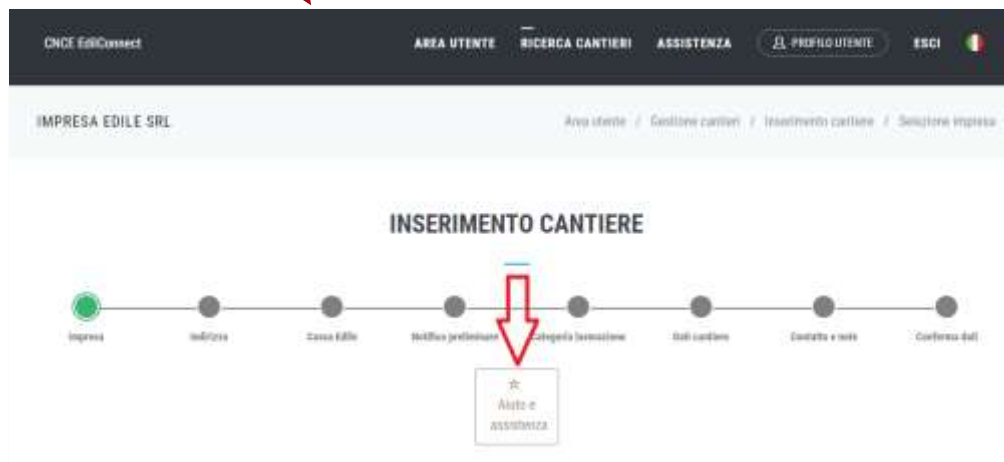 CNCE EdilConnect
AREA UTENTE RICERCA CANTIERI ASSISTENZA PROFILO UTENTE ESCI
IMPRESA EDILE SRL
Area utente / Gestione cantieri / Inserimento cantiere / Selezione impresa
INSERIMENTO CANTIERE
Impresa Indirizzo Cassa Edile Notifica preliminare Categoria lavorazione Dati cantiere Contatto e note Conferma dati
Aiuto e
assistenza